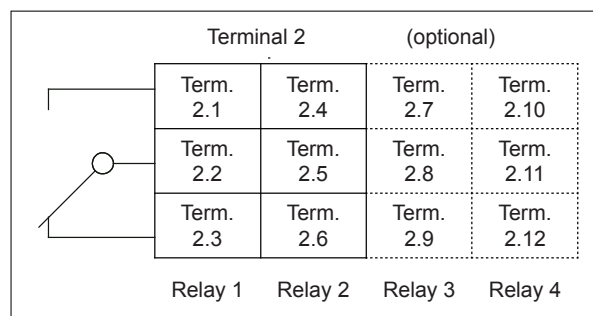 Terminal 2 (optional)
Term. Term. Term. Term.
2.1 2.4 2.7 2.10
Term. Term. Term. Term.
2.2 2.5 2.8 2.11
Term. Term. Term. Term.
2.3 2.6 2.9 2.12
Relay 1 Relay 2 Relay 3 Relay 4